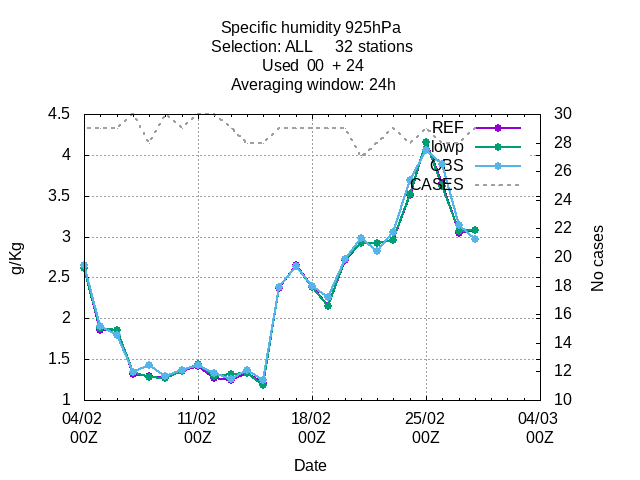 Specific humidity 925hPa
Selection: ALL 32 stations
Used 00 + 24
Averaging window: 24h
4.5
4
3.5
3
2.5
2
1.5
1
g/Kg
30
28
26
24
22
20
18
16
14
12
10
No cases
REF
lowp
OBS
CASES
04/02 11/02 18/02 25/02 04/03
00Z 00Z 00Z 00Z 00Z
Date